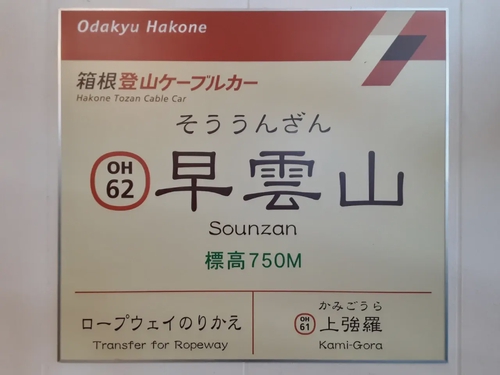 Odakyu Hakone
箱根登山ケーブルカー
Hakone Tozan Cable Car
そううんざん
OH
62
早雲山
Sounzan
標高750M
ロープウェイのりかえ
Transfer for Ropeway
かみごうら
OH
61
上強羅
Kami-Gora